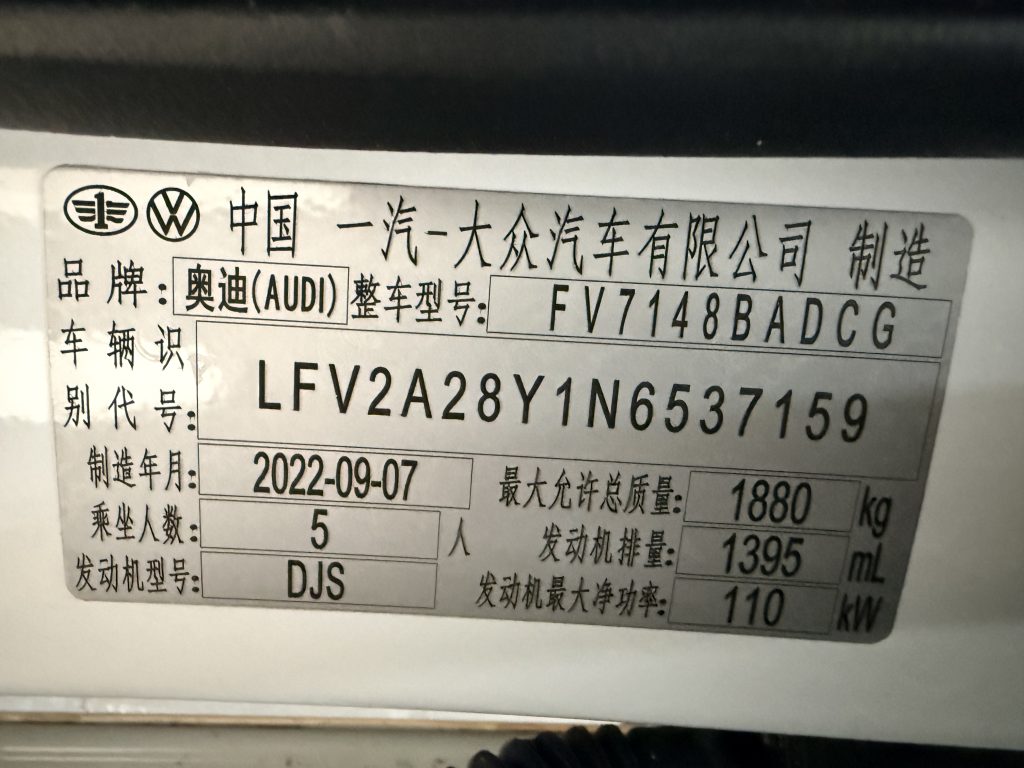 中国 一汽-大众汽车有限公司 制造
品牌: 奥迪(AUDI) 整车型号: FV7148BADCG
车辆识别代号: LFV2A28Y1N6537159
制造年月: 2022-09-07 最大允许总质量: 1880 kg
乘坐人数: 5 人 发动机排量: 1395 mL
发动机型号: DJS 发动机最大净功率: 110 kW